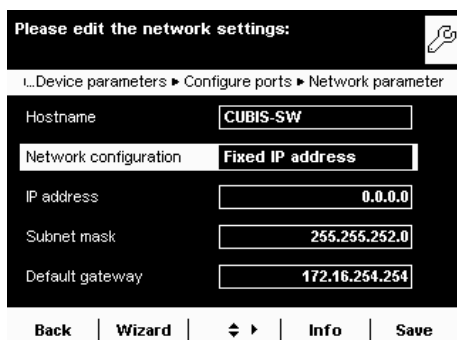 Please edit the network settings:
ı...Device parameters ▸ Configure ports ▸ Network parameter
Hostname CUBIS-SW
Network configuration Fixed IP address
IP address 0.0.0.0
Subnet mask 255.255.252.0
Default gateway 172.16.254.254
Back Wizard Info Save